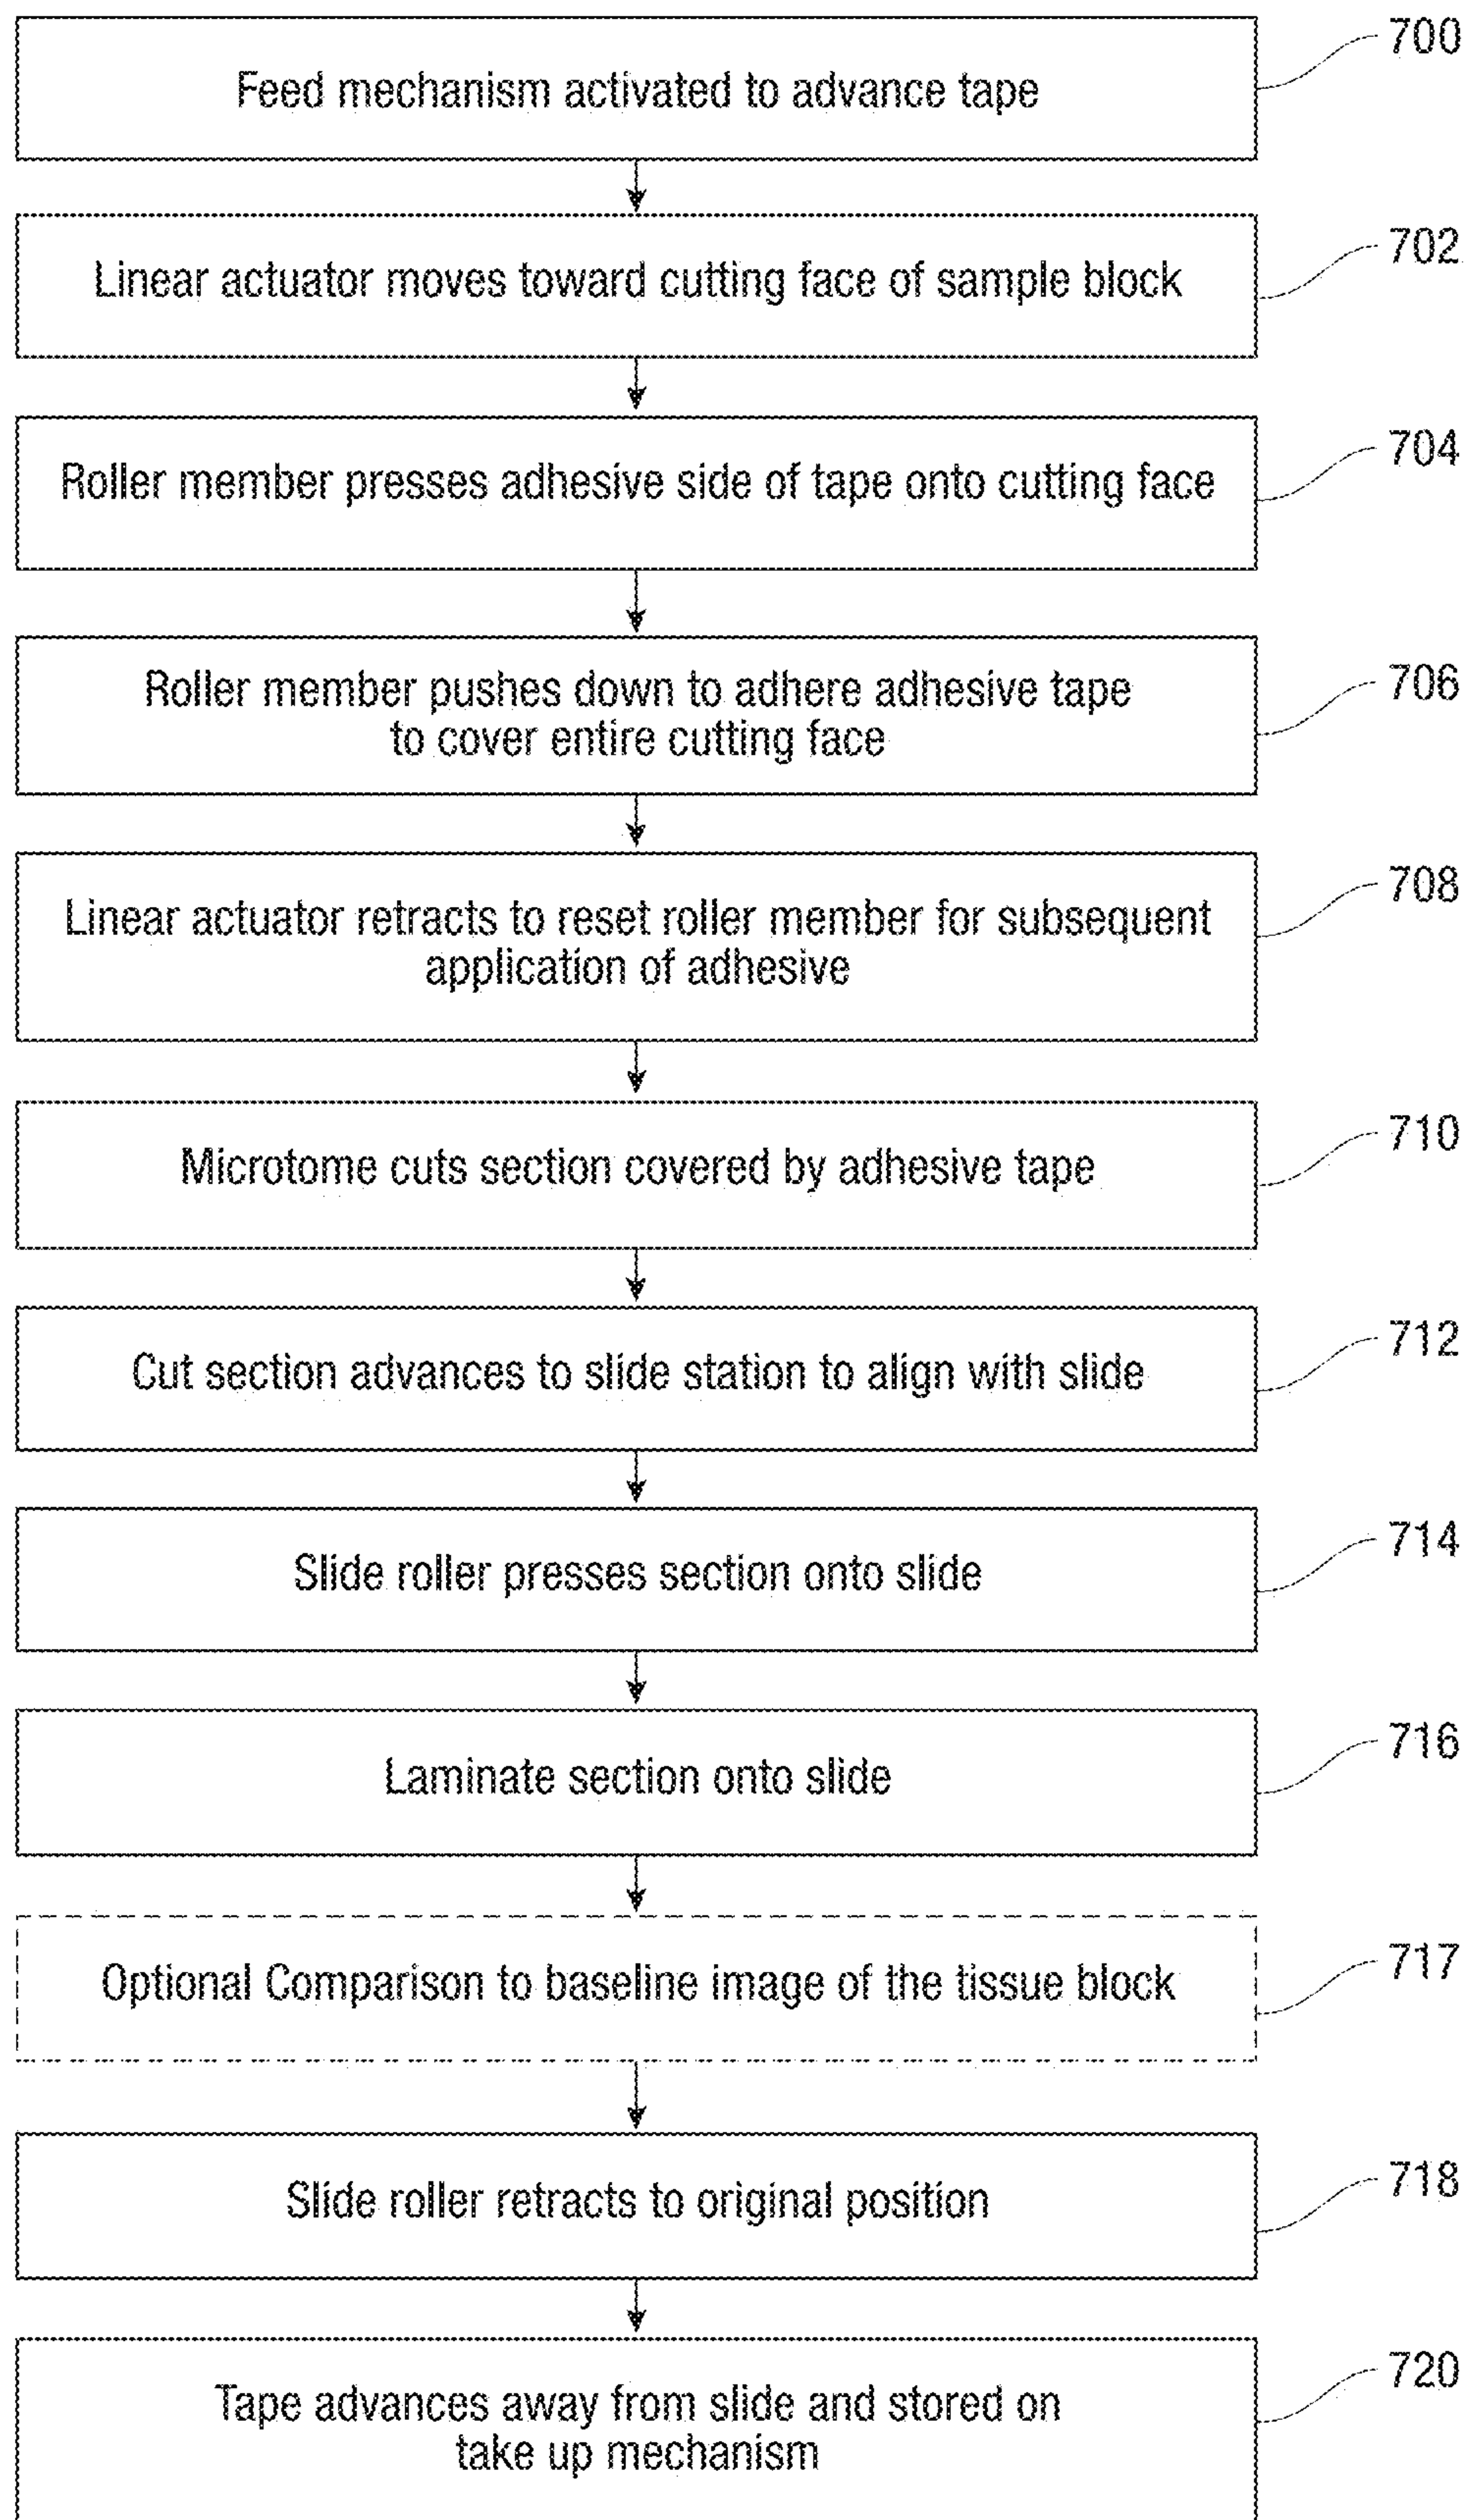 Feed mechanism activated to advance tape
700
Linear actuator moves toward cutting face of sample block
702
Roller member presses adhesive side of tape onto cutting face
704
Roller member pushes down to adhere adhesive tape
to cover entire cutting face
706
Linear actuator retracts to reset roller member for subsequent
application of adhesive
708
Microtome cuts section covered by adhesive tape
710
Cut section advances to slide station to align with slide
712
Slide roller presses section onto slide
714
Laminate section onto slide
716
Optional Comparison to baseline image of the tissue block
717
Slide roller retracts to original position
718
Tape advances away from slide and stored on
take up mechanism
720